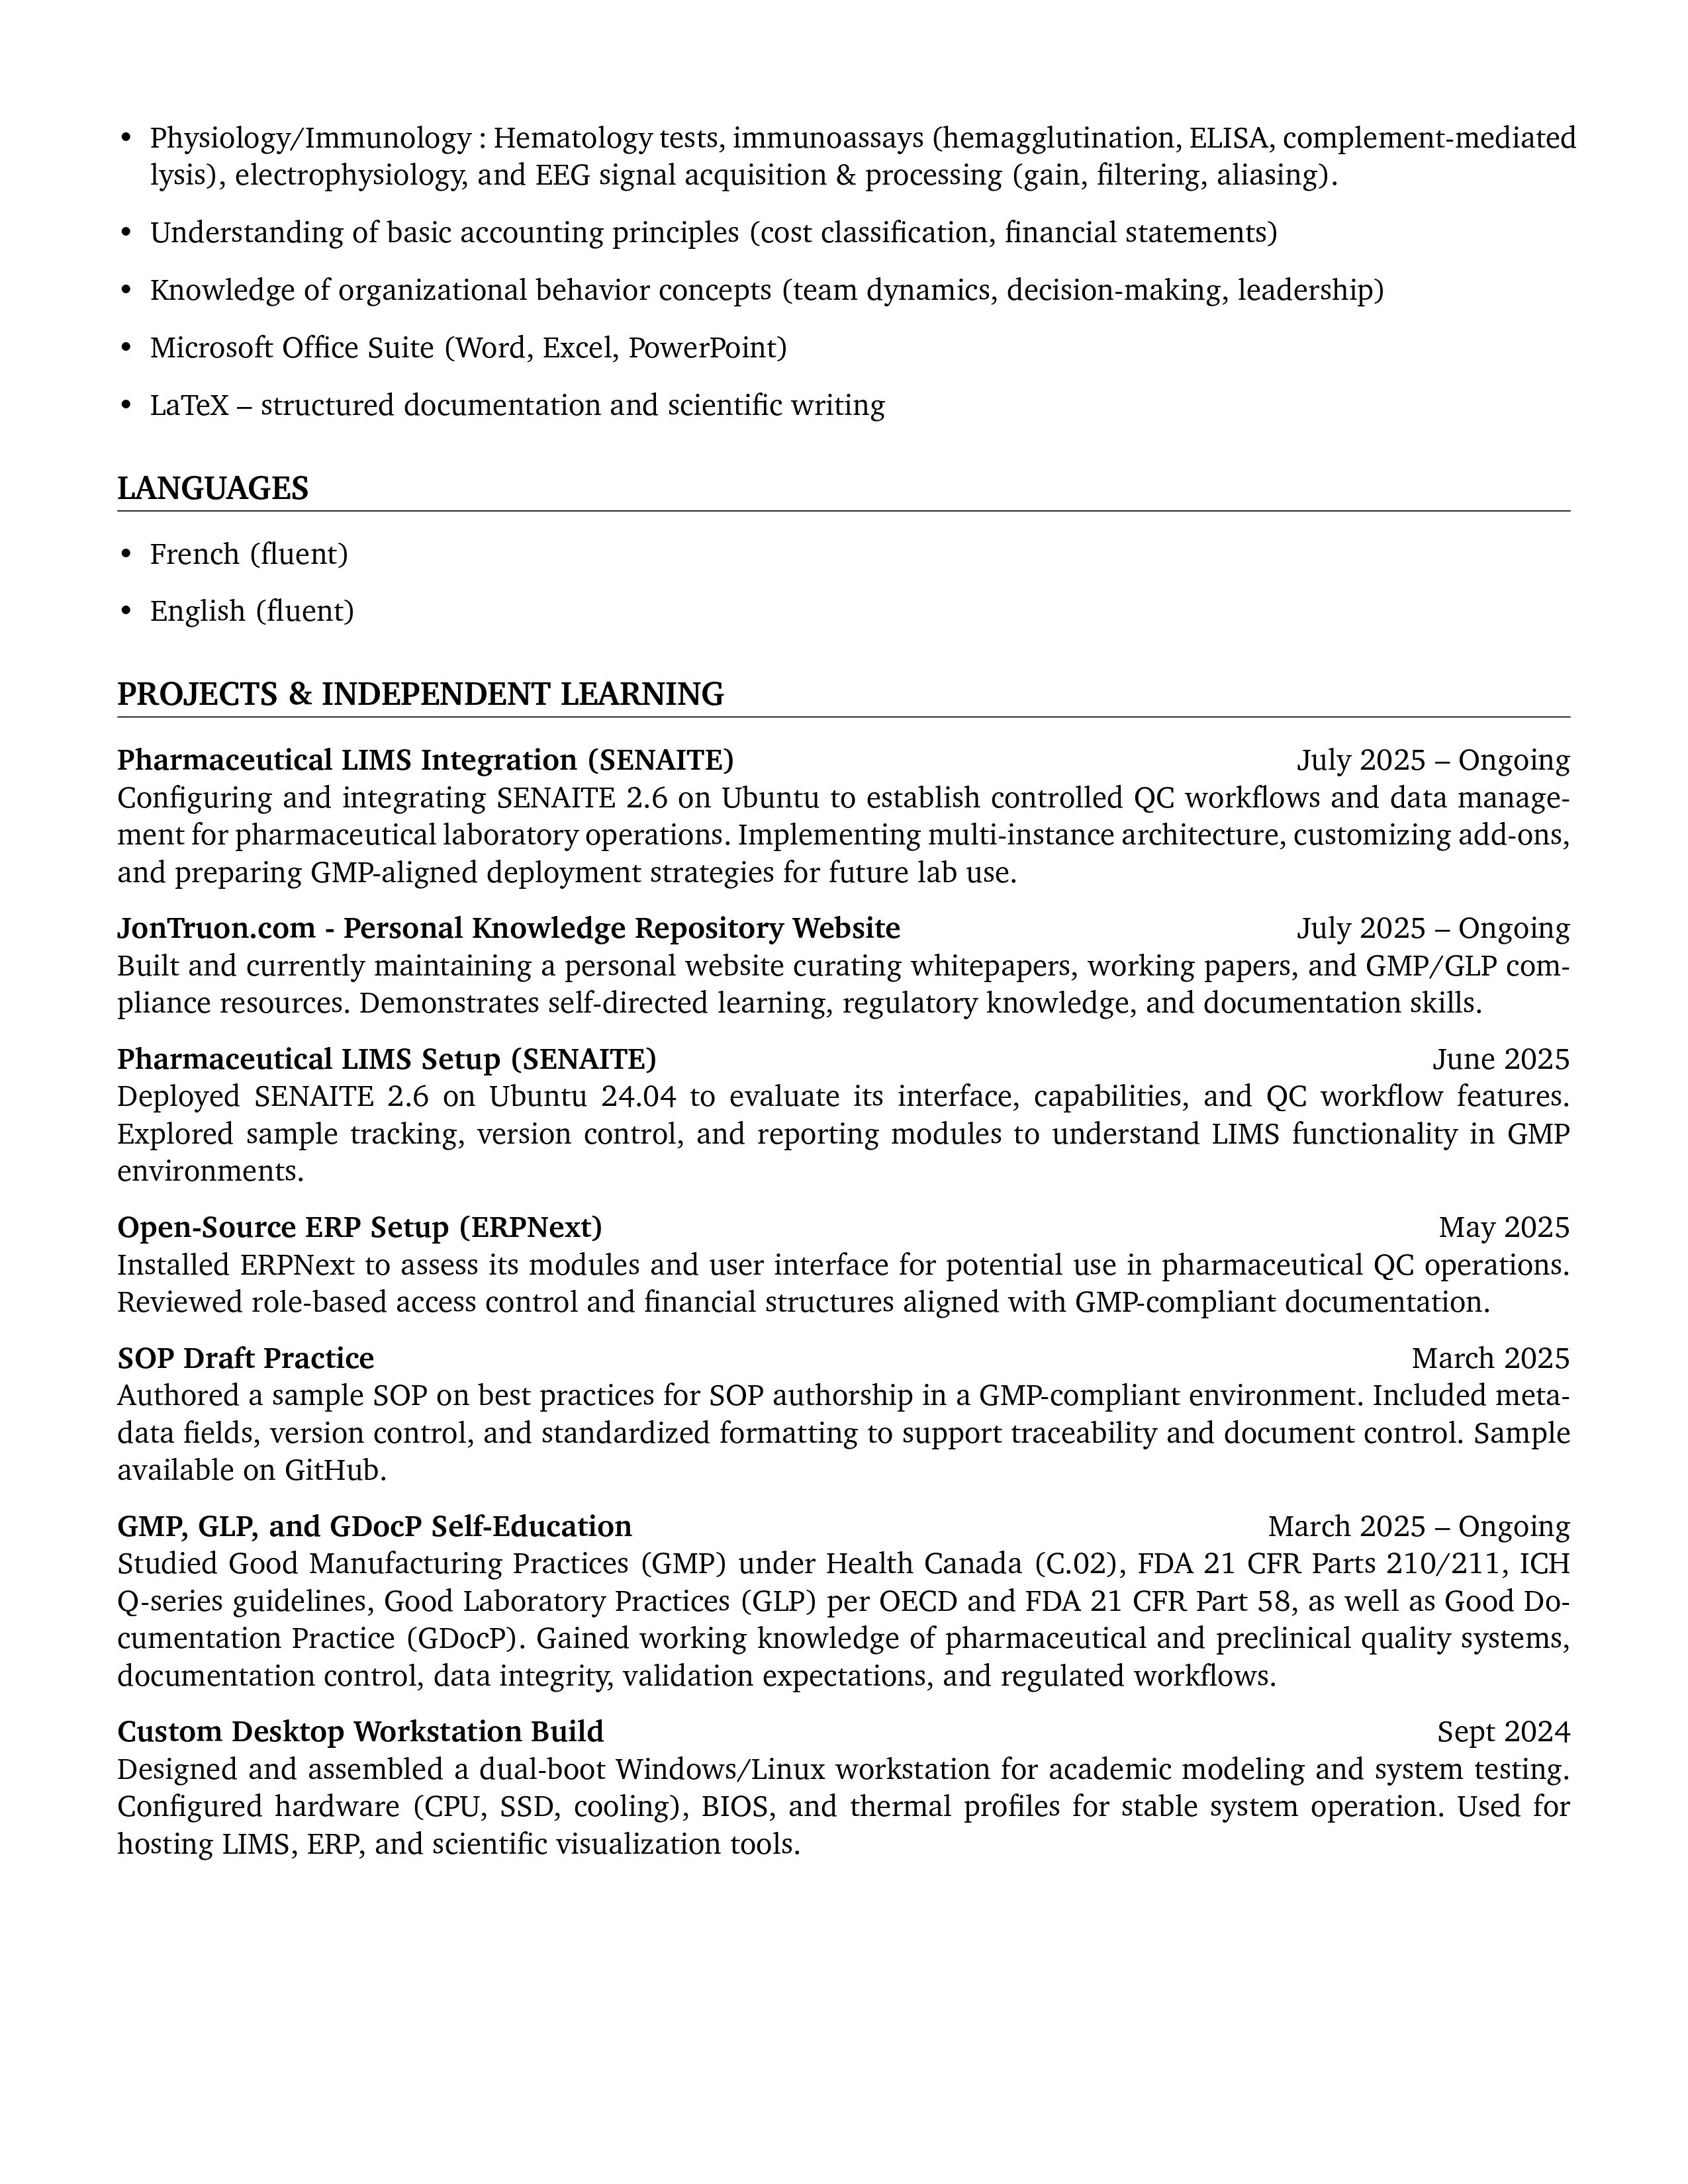 • Physiology/Immunology : Hematology tests, immunoassays (hemagglutination, ELISA, complement-mediated
lysis), electrophysiology, and EEG signal acquisition & processing (gain, filtering, aliasing).
• Understanding of basic accounting principles (cost classification, financial statements)
• Knowledge of organizational behavior concepts (team dynamics, decision-making, leadership)
• Microsoft Office Suite (Word, Excel, PowerPoint)
• LaTeX – structured documentation and scientific writing
LANGUAGES
• French (fluent)
• English (fluent)
PROJECTS & INDEPENDENT LEARNING
Pharmaceutical LIMS Integration (SENAITE) July 2025 – Ongoing
Configuring and integrating SENAITE 2.6 on Ubuntu to establish controlled QC workflows and data manage-
ment for pharmaceutical laboratory operations. Implementing multi-instance architecture, customizing add-ons,
and preparing GMP-aligned deployment strategies for future lab use.
JonTruon.com - Personal Knowledge Repository Website July 2025 – Ongoing
Built and currently maintaining a personal website curating whitepapers, working papers, and GMP/GLP com-
pliance resources. Demonstrates self-directed learning, regulatory knowledge, and documentation skills.
Pharmaceutical LIMS Setup (SENAITE) June 2025
Deployed SENAITE 2.6 on Ubuntu 24.04 to evaluate its interface, capabilities, and QC workflow features.
Explored sample tracking, version control, and reporting modules to understand LIMS functionality in GMP
environments.
Open-Source ERP Setup (ERPNext) May 2025
Installed ERPNext to assess its modules and user interface for potential use in pharmaceutical QC operations.
Reviewed role-based access control and financial structures aligned with GMP-compliant documentation.
SOP Draft Practice March 2025
Authored a sample SOP on best practices for SOP authorship in a GMP-compliant environment. Included meta-
data fields, version control, and standardized formatting to support traceability and document control. Sample
available on GitHub.
GMP, GLP, and GDocP Self-Education March 2025 – Ongoing
Studied Good Manufacturing Practices (GMP) under Health Canada (C.02), FDA 21 CFR Parts 210/211, ICH
Q-series guidelines, Good Laboratory Practices (GLP) per OECD and FDA 21 CFR Part 58, as well as Good Do-
cumentation Practice (GDocP). Gained working knowledge of pharmaceutical and preclinical quality systems,
documentation control, data integrity, validation expectations, and regulated workflows.
Custom Desktop Workstation Build Sept 2024
Designed and assembled a dual-boot Windows/Linux workstation for academic modeling and system testing.
Configured hardware (CPU, SSD, cooling), BIOS, and thermal profiles for stable system operation. Used for
hosting LIMS, ERP, and scientific visualization tools.